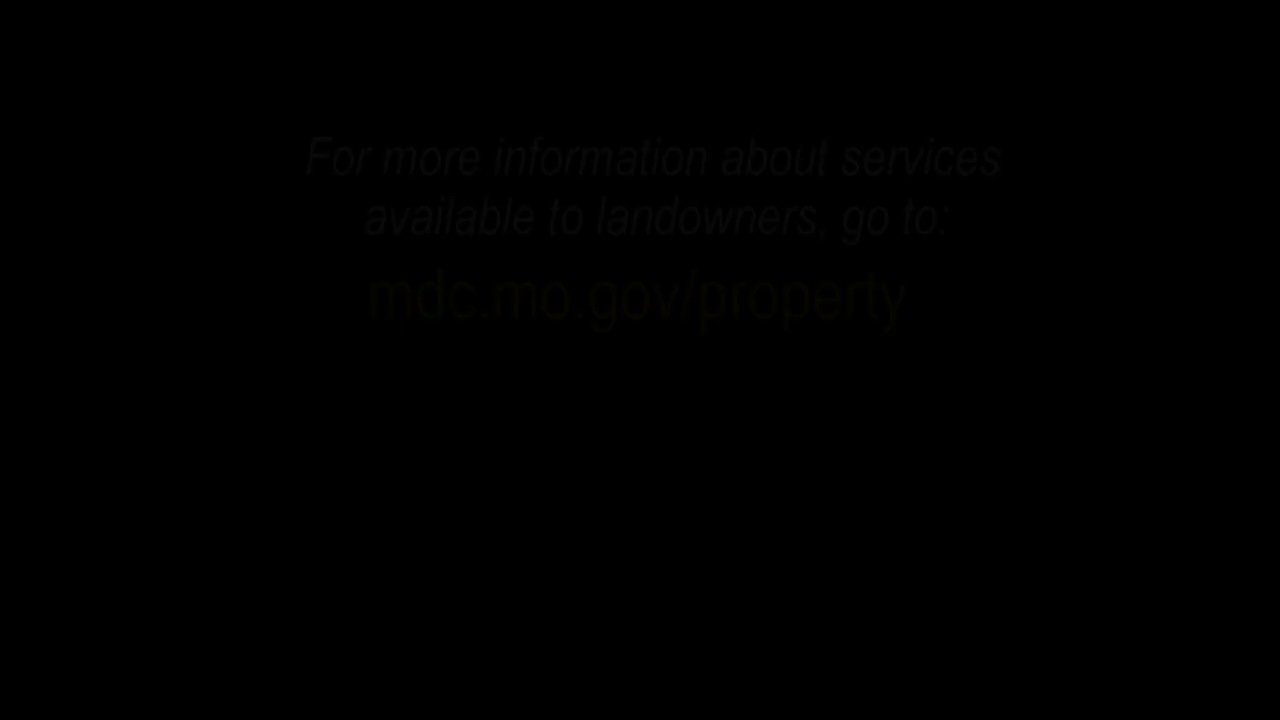 For more information about services
available to landowners, go to:
mdc.mo.gov/property